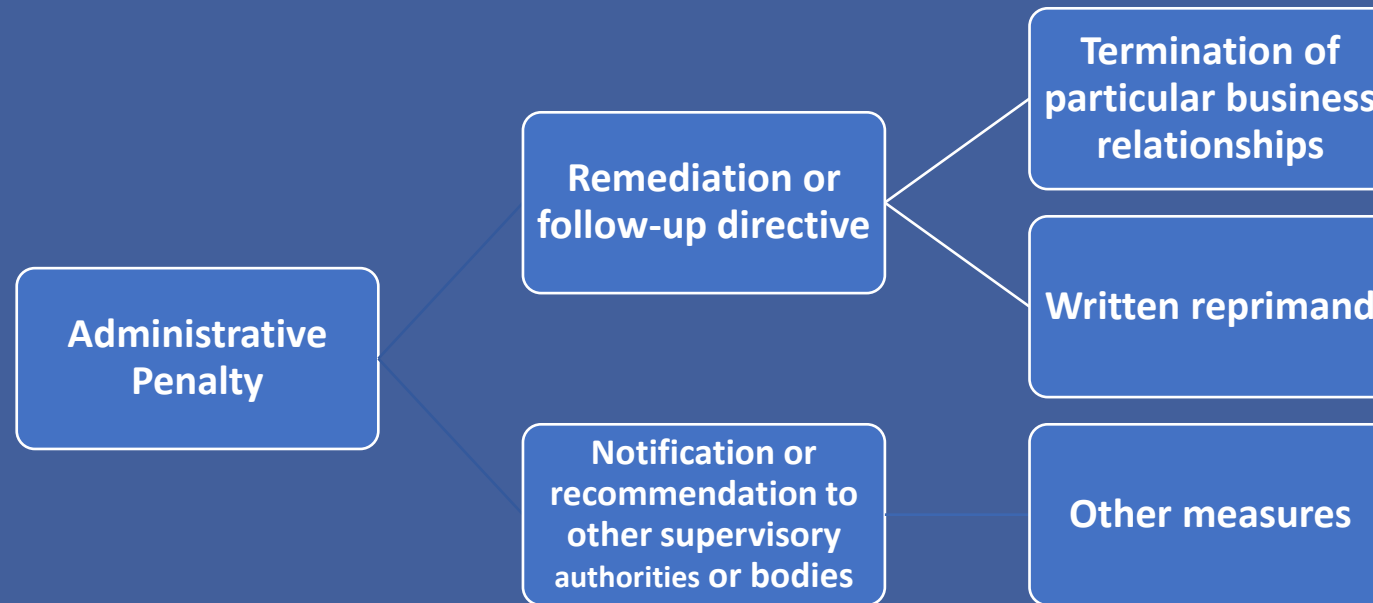 Administrative
Penalty
Remediation or
follow-up directive
Notification or
recommendation to
other supervisory
authorities or bodies
Termination of
particular business
relationships
Written reprimand
Other measures